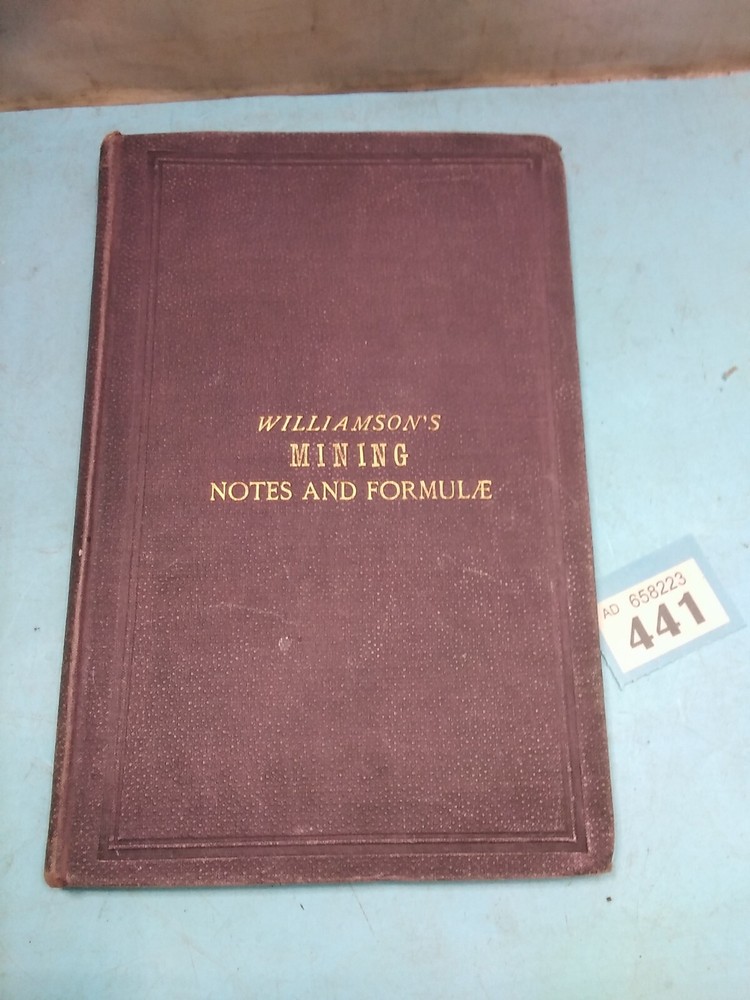 WILLIAMSON'S
MINING
NOTES AND FORMULÆ
AD 658223
441